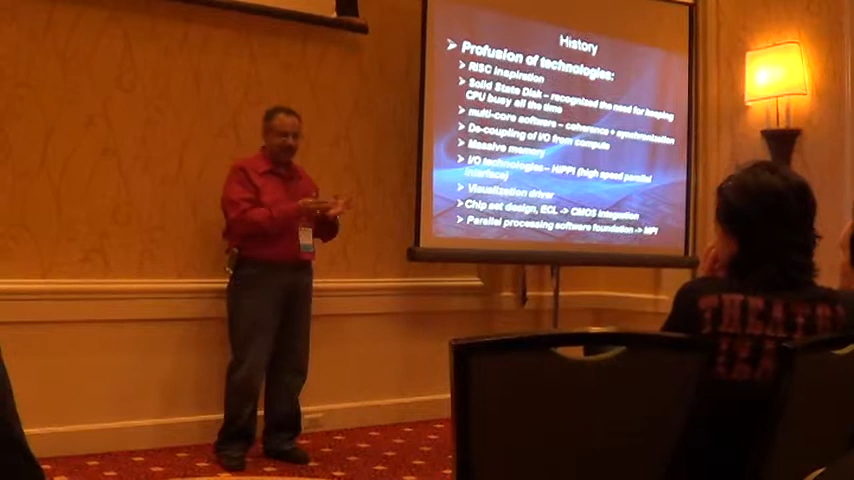 History
➤ Profusion of technologies:
➤ RISC inspiration
➤ Solid State Disk – recognized the need for keeping
CPU busy all the time
➤ multi-core software – coherance + synchronization
➤ De-coupling of I/O from compute
➤ Massive memory
➤ I/O technologies – HiPPI (high speed parallel
interface)
➤ Visualization driver
➤ Chip set design, ECL -> CMOS integration
➤ Parallel processing software foundation -> MPI